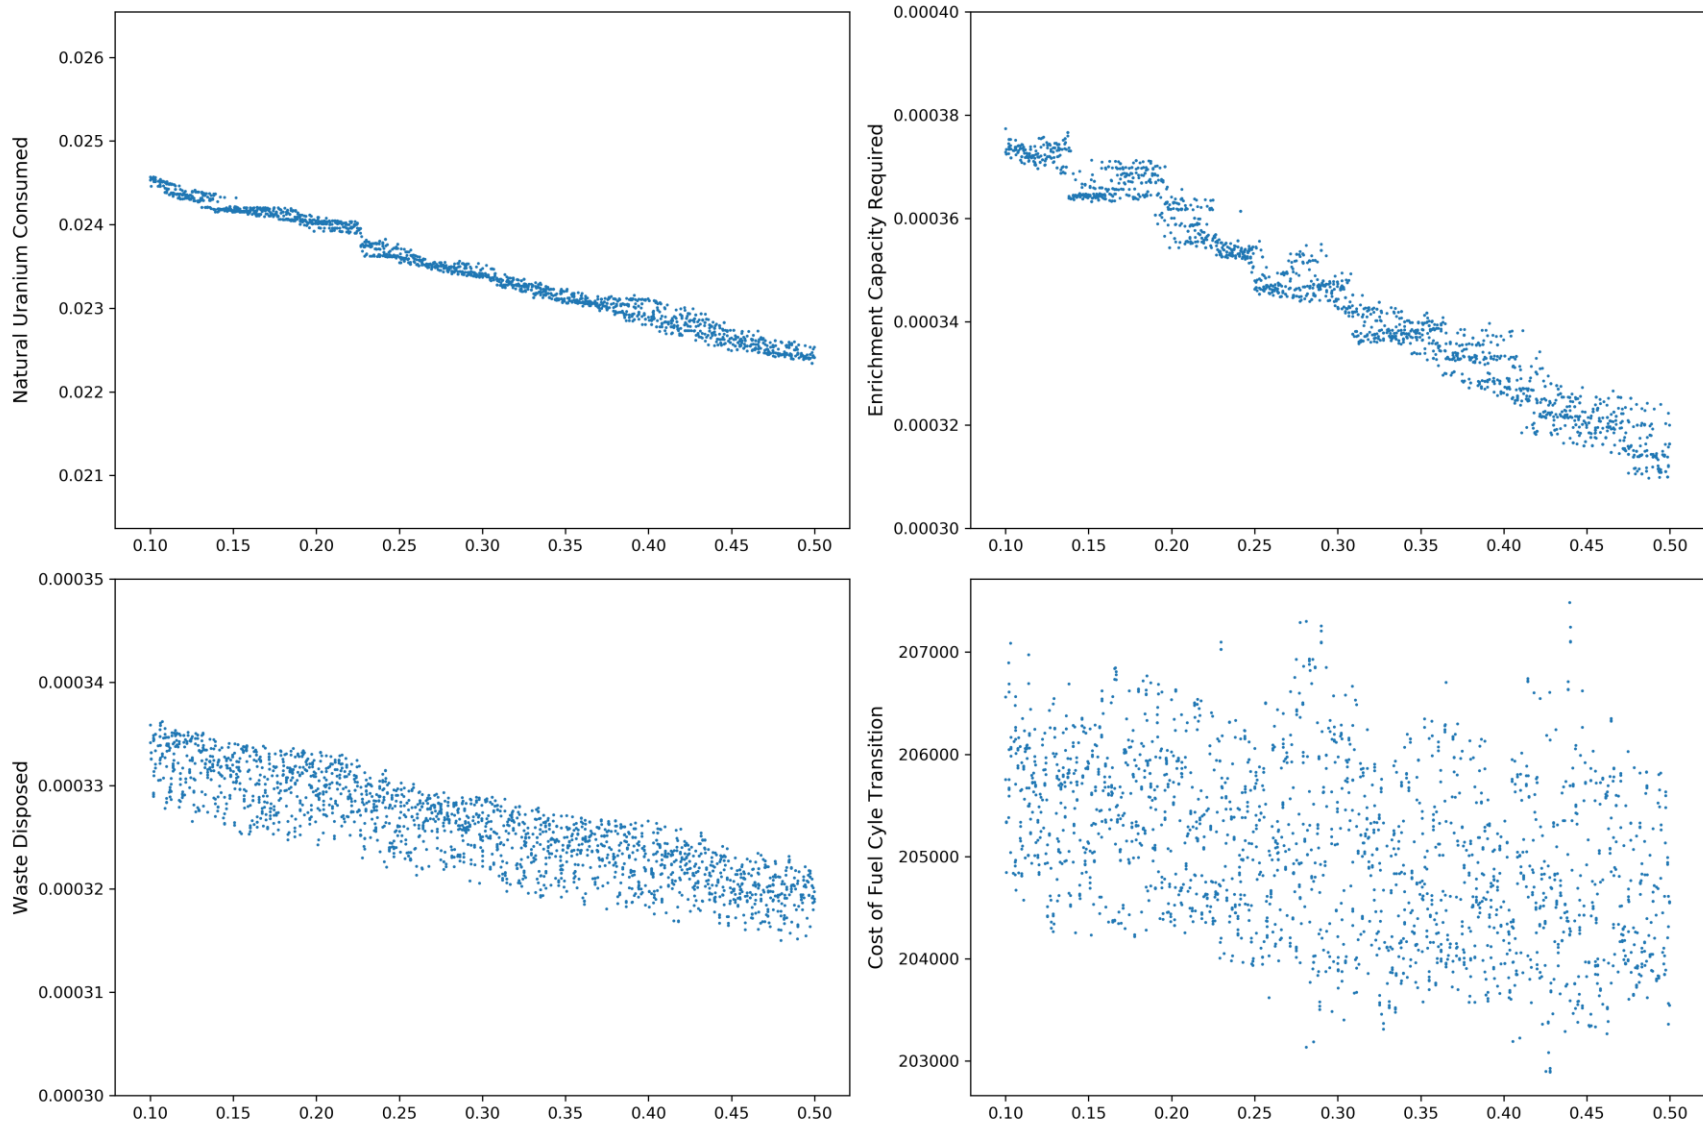 Natural Uranium Consumed
0.026
0.025
0.024
0.023
0.022
0.021
0.10 0.15 0.20 0.25 0.30 0.35 0.40 0.45 0.50
Enrichment Capacity Required
0.00040
0.00038
0.00036
0.00034
0.00032
0.00030
0.10 0.15 0.20 0.25 0.30 0.35 0.40 0.45 0.50
Waste Disposed
0.00035
0.00034
0.00033
0.00032
0.00031
0.00030
0.10 0.15 0.20 0.25 0.30 0.35 0.40 0.45 0.50
Cost of Fuel Cyle Transition
207000
206000
205000
204000
203000
0.10 0.15 0.20 0.25 0.30 0.35 0.40 0.45 0.50